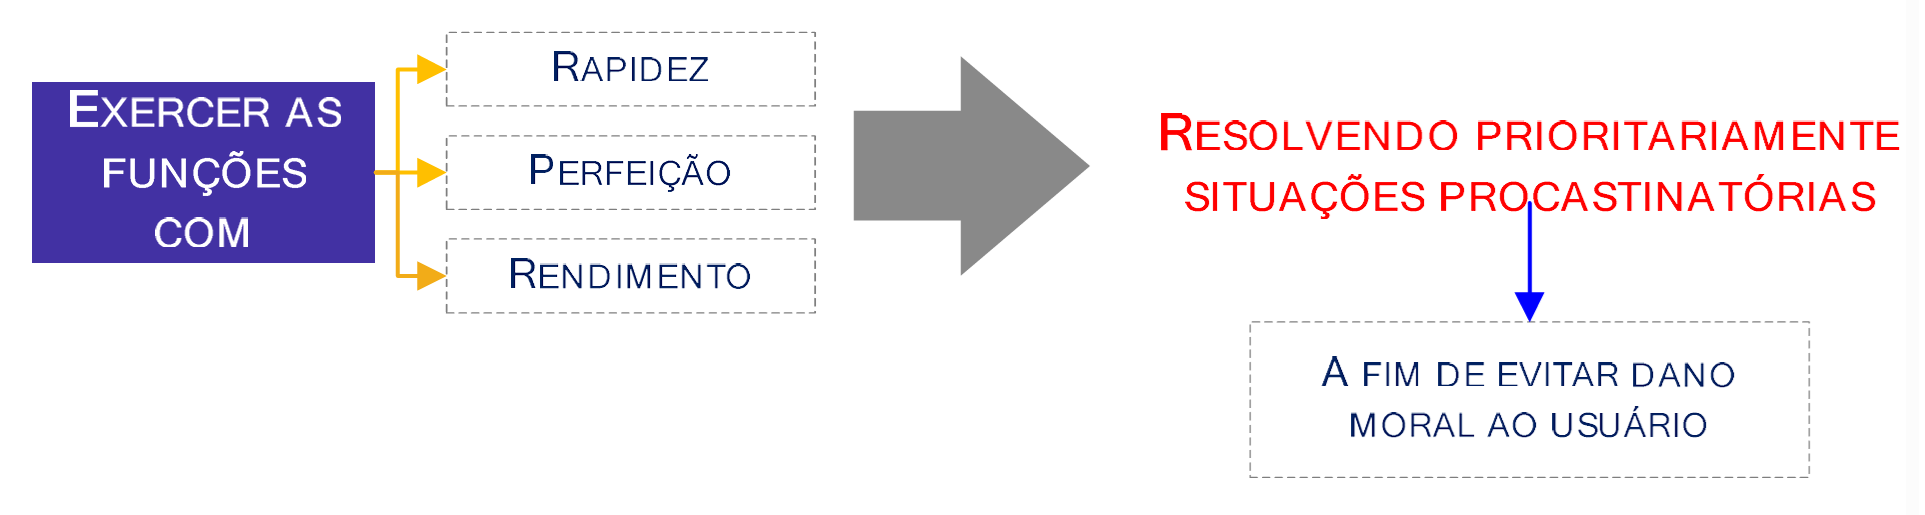 EXERCER AS
FUNÇÕES
COM
RAPIDEZ
PERFEIÇÃO
RENDIMENTO
RESOLVENDO PRIORITARIAMENTE
SITUAÇÕES PROCASTINATÓRIAS
A FIM DE EVITAR DANO
MORAL AO USUÁRIO